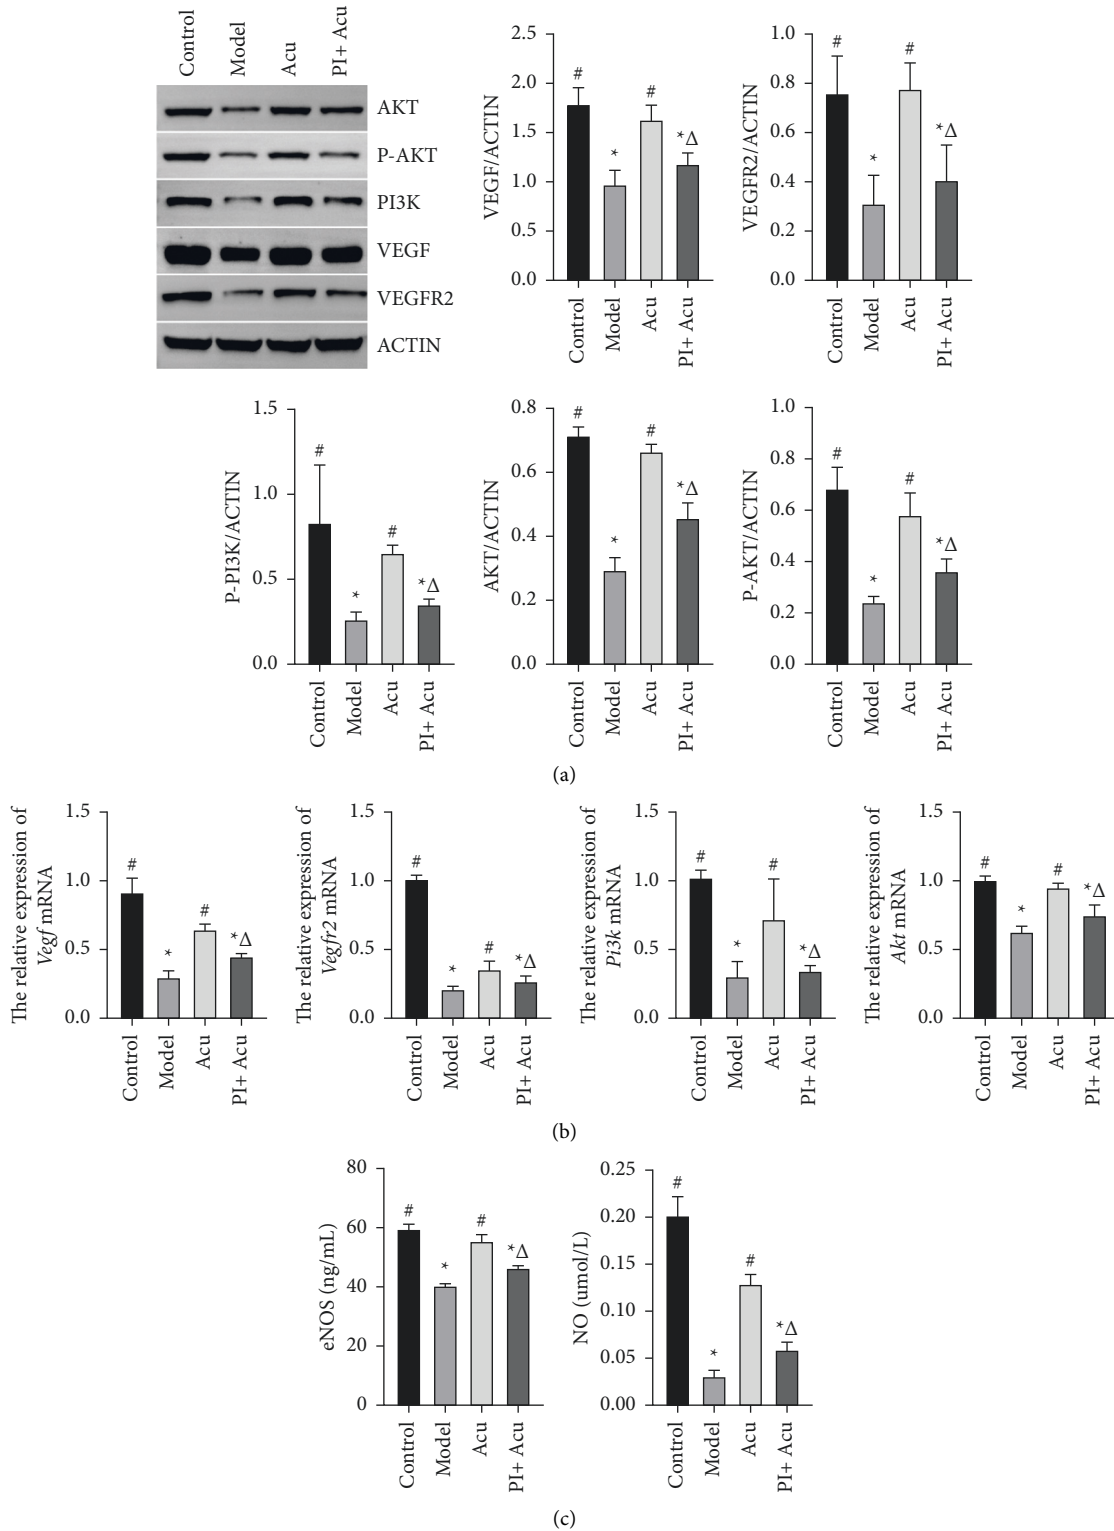 Control
Model
Acu
PI+ Acu
AKT
P-AKT
PI3K
VEGF
VEGFR2
ACTIN
VEGF/ACTIN
2.5
2.0
1.5
1.0
0.5
0.0
#
*
#
*Δ
Control
Model
Acu
PI+ Acu
VEGFR2/ACTIN
1.0
0.8
0.6
0.4
0.2
0.0
#
*
#
*Δ
Control
Model
Acu
PI+ Acu
P-PI3K/ACTIN
1.5
1.0
0.5
0.0
#
*
#
*Δ
Control
Model
Acu
PI+ Acu
AKT/ACTIN
0.8
0.6
0.4
0.2
0.0
#
*
#
*Δ
Control
Model
Acu
PI+ Acu
P-AKT/ACTIN
1.0
0.8
0.6
0.4
0.2
0.0
#
*
#
*Δ
Control
Model
Acu
PI+ Acu
(a)
The relative expression of
Vegf mRNA
1.5
1.0
0.5
0.0
#
*
#
*Δ
Control
Model
Acu
PI+ Acu
The relative expression of
Vegfr2 mRNA
1.5
1.0
0.5
0.0
#
*
#
*Δ
Control
Model
Acu
PI+ Acu
The relative expression of
Pi3k mRNA
1.5
1.0
0.5
0.0
#
*
#
*Δ
Control
Model
Acu
PI+ Acu
The relative expression of
Akt mRNA
1.5
1.0
0.5
0.0
#
*
#
*Δ
Control
Model
Acu
PI+ Acu
(b)
eNOS (ng/mL)
80
60
40
20
0
#
*
#
*Δ
Control
Model
Acu
PI+ Acu
NO (umol/L)
0.25
0.20
0.15
0.10
0.05
0.00
#
*
#
*Δ
Control
Model
Acu
PI+ Acu
(c)